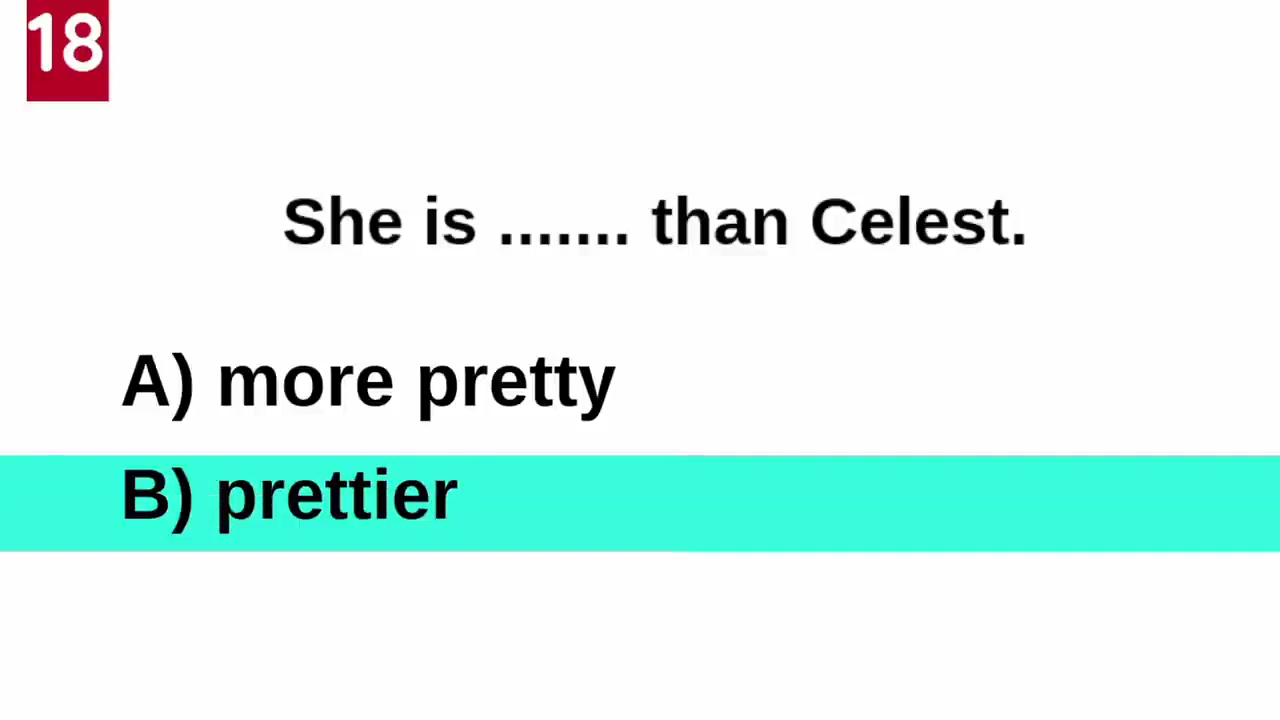 18
She is ....... than Celest.
A) more pretty
B) prettier